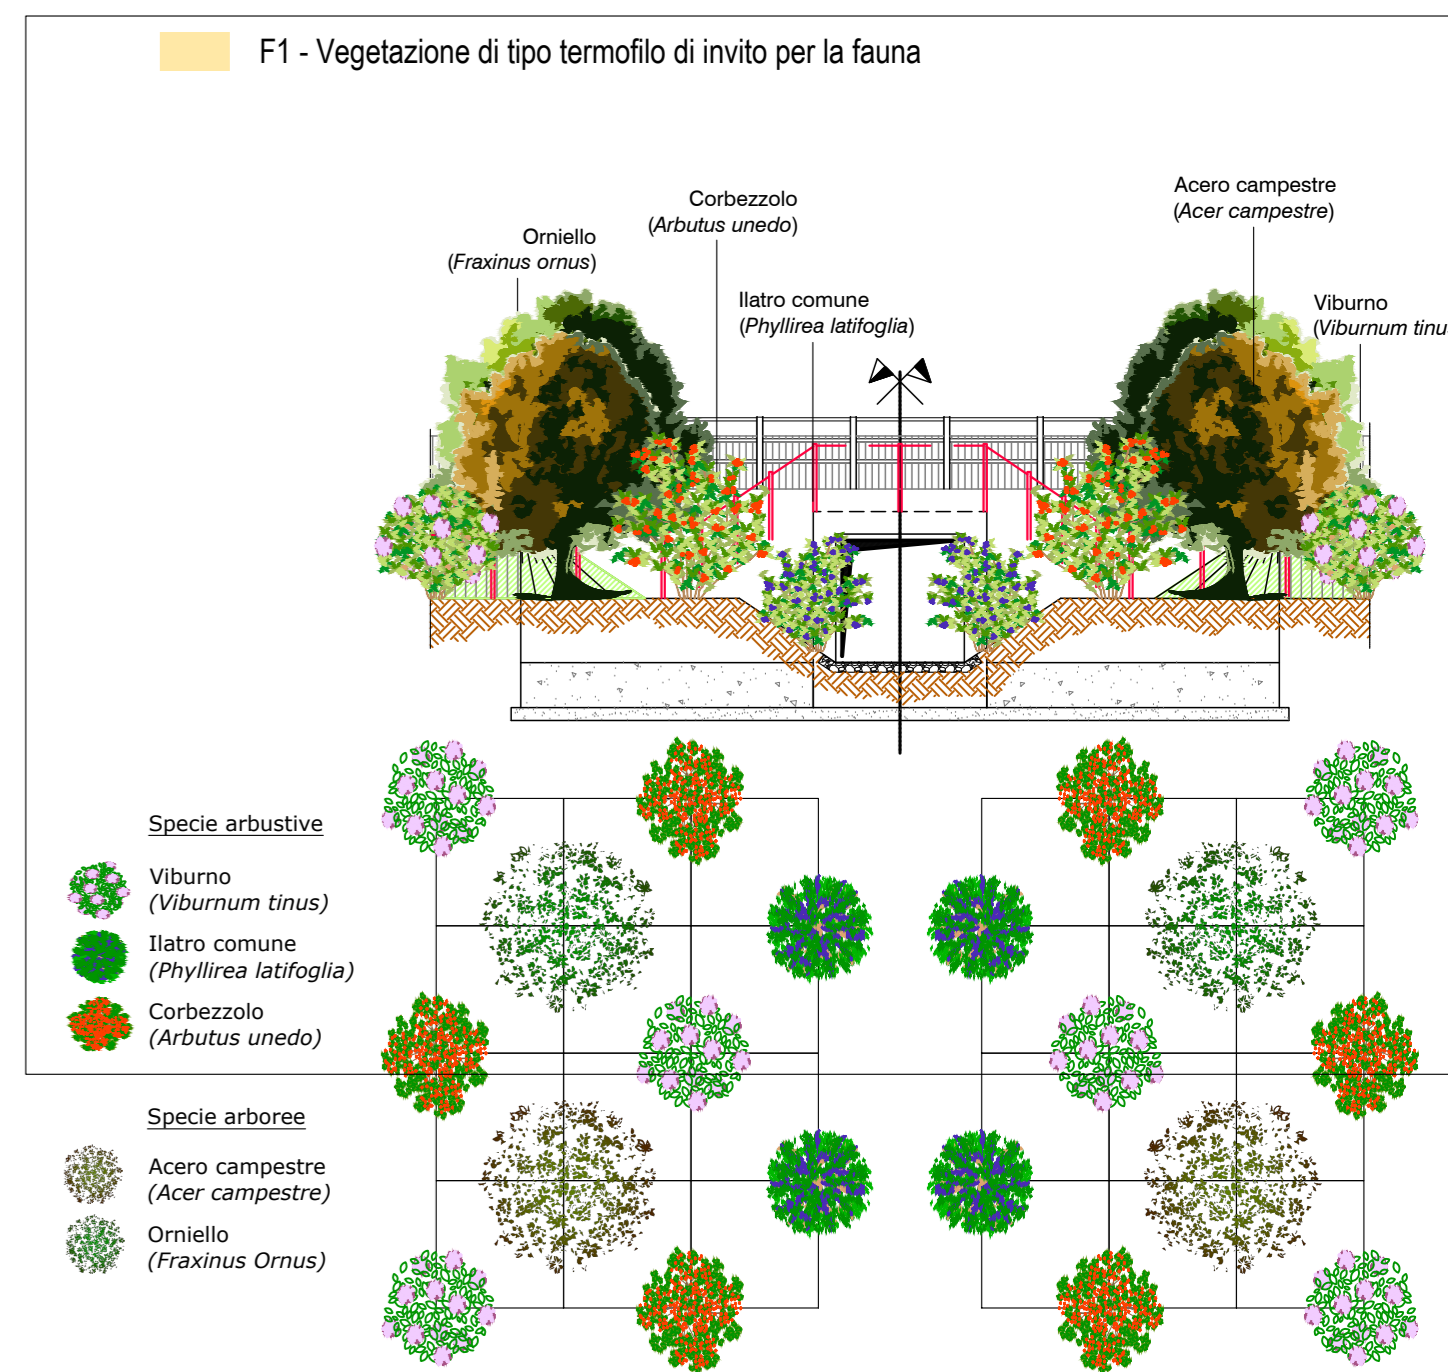 F1 - Vegetazione di tipo termofilo di invito per la fauna
Acero campestre
(Acer campestre)
Corbezzolo
(Arbutus unedo)
Orniello
(Fraxinus ornus)
Ilatro comune
(Phyllirea latifoglia)
Viburno
(Viburnum tinus
Specie arbustive
Viburno
(Viburnum tinus)
Ilatro comune
(Phyllirea latifoglia)
Corbezzolo
(Arbutus unedo)
Specie arboree
Acero campestre
(Acer campestre)
Orniello
(Fraxinus Ornus)